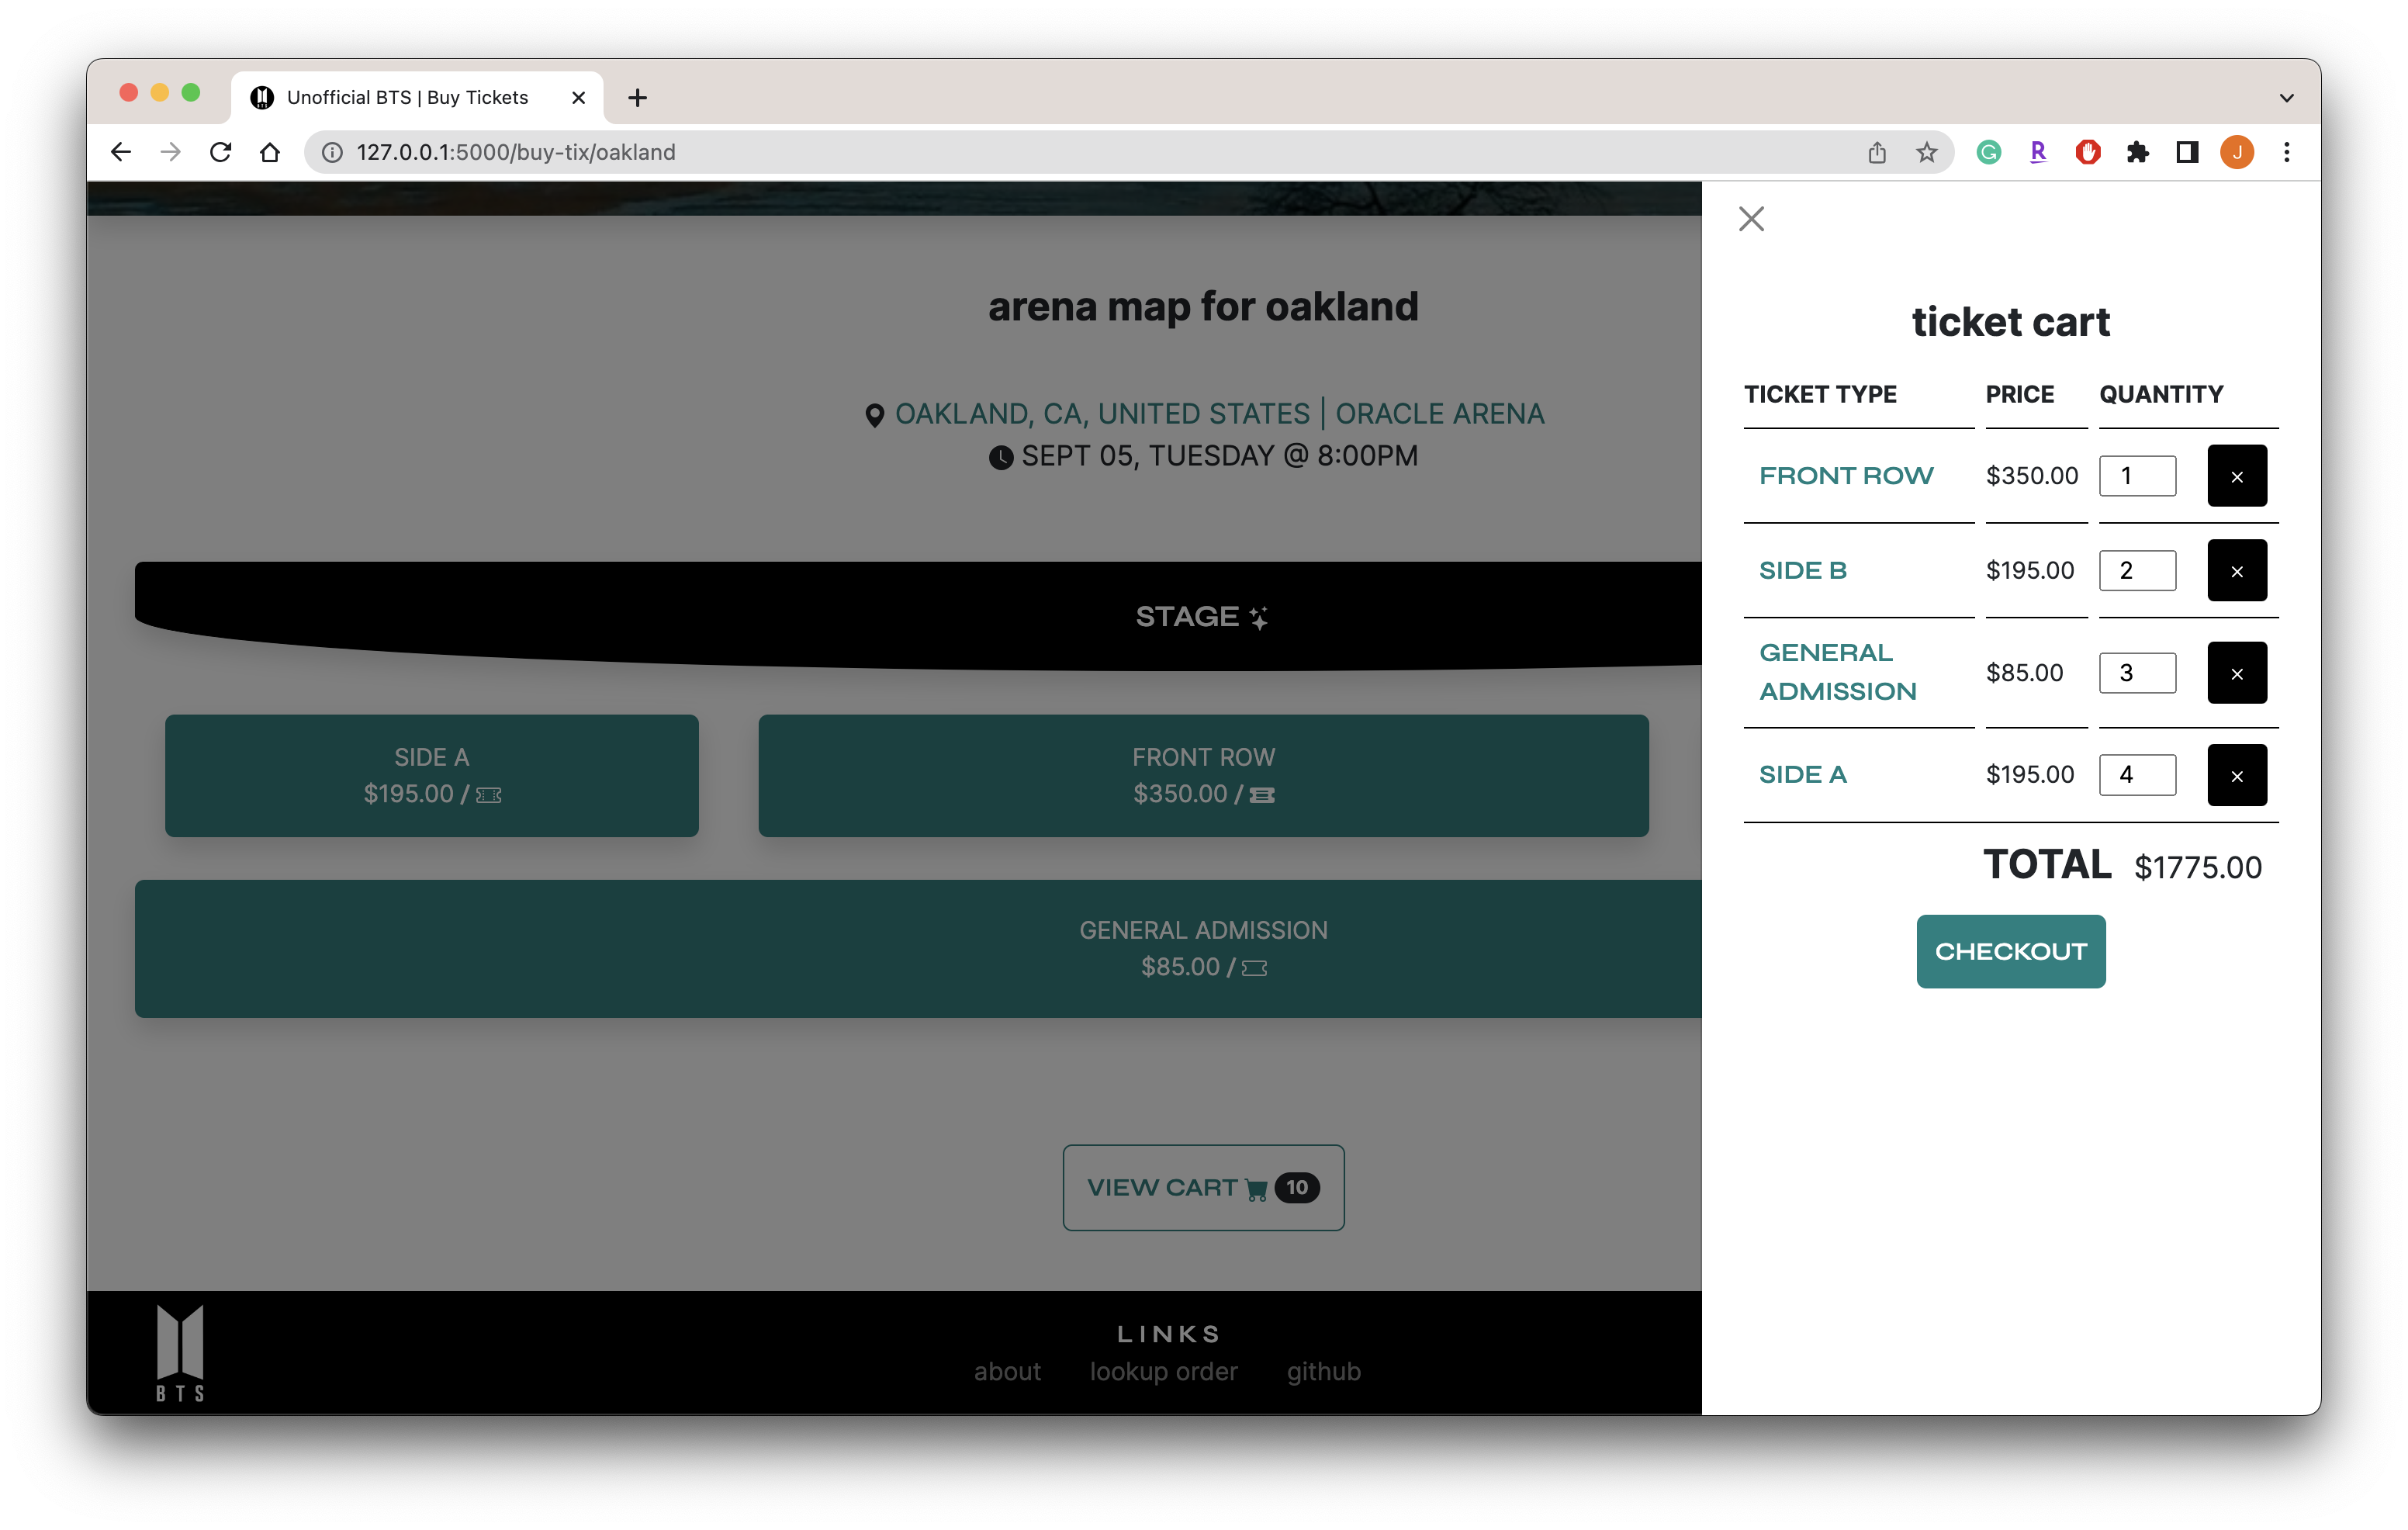 Unofficial BTS | Buy Tickets
127.0.0.1:5000/buy-tix/oakland
R
J
arena map for oakland
OAKLAND, CA, UNITED STATES | ORACLE ARENA
SEPT 05, TUESDAY @ 8:00PM
STAGE
SIDE A
$195.00 /
FRONT ROW
$350.00 /
GENERAL ADMISSION
$85.00 /
VIEW CART 10
BTS
LINKS
about lookup order github
ticket cart
TICKET TYPE PRICE QUANTITY
FRONT ROW $350.00 1 ×
SIDE B $195.00 2 ×
GENERAL
ADMISSION $85.00 3 ×
SIDE A $195.00 4 ×
TOTAL $1775.00
CHECKOUT